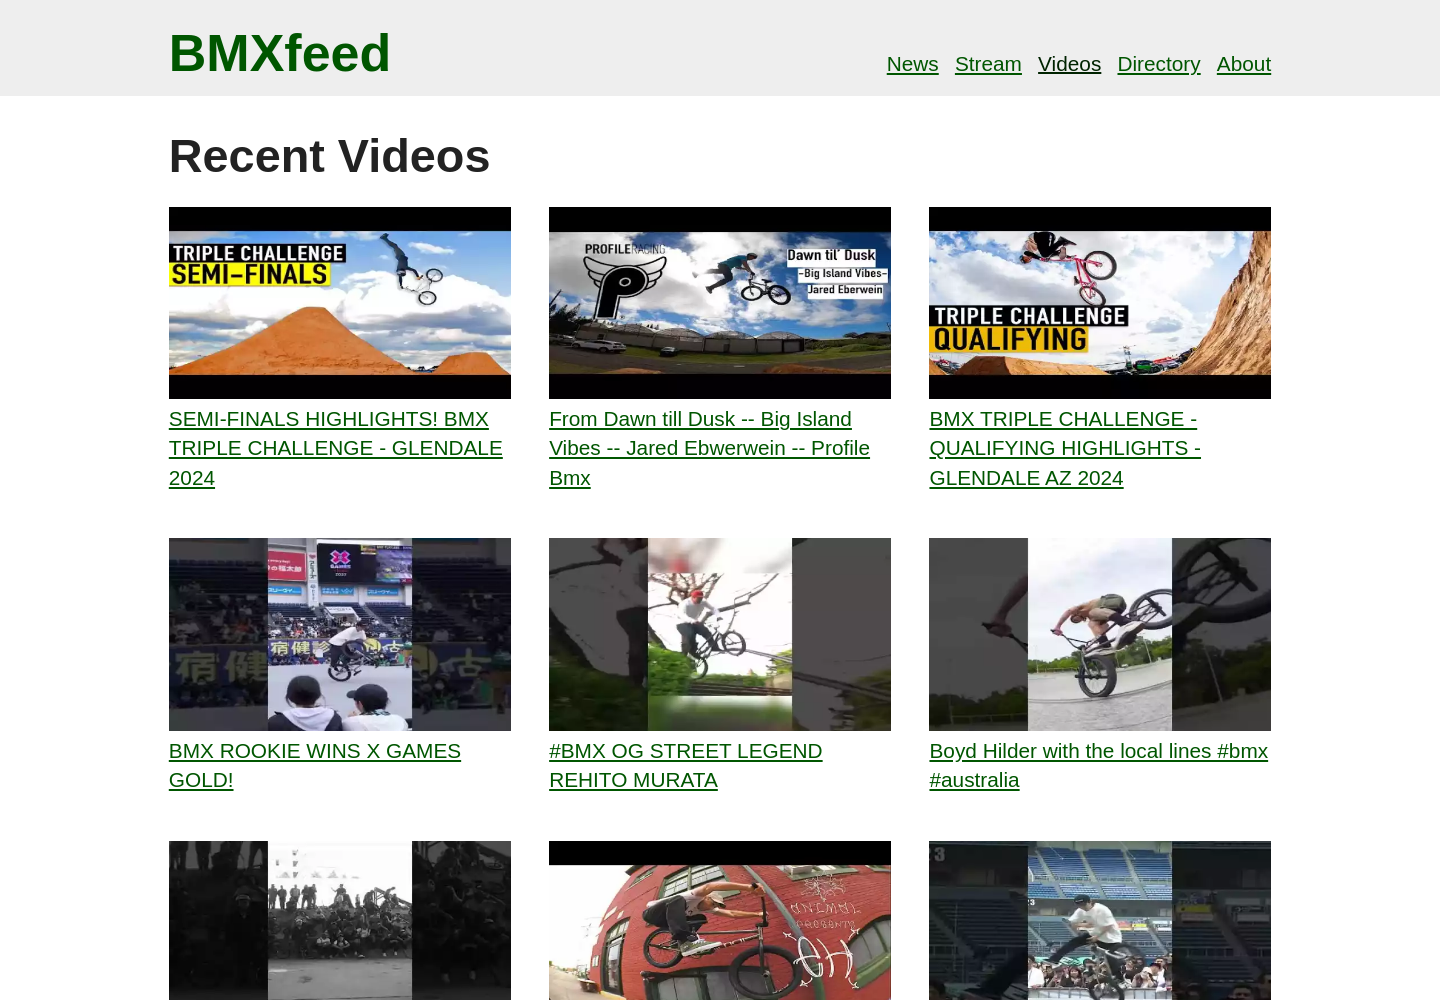 BMXfeed
News Stream Videos Directory About
Recent Videos
TRIPLE CHALLENGE
SEMI-FINALS
SEMI-FINALS HIGHLIGHTS! BMX
TRIPLE CHALLENGE - GLENDALE
2024
PROFILERACING
Dawn til' Dusk
-Big Island Vibes-
Jared Eberwein
From Dawn till Dusk -- Big Island
Vibes -- Jared Ebwerwein -- Profile
Bmx
TRIPLE CHALLENGE
QUALIFYING
BMX TRIPLE CHALLENGE -
QUALIFYING HIGHLIGHTS -
GLENDALE AZ 2024
BMX ROOKIE WINS X GAMES
GOLD!
#BMX OG STREET LEGEND
REHITO MURATA
Boyd Hilder with the local lines #bmx
#australia
ANIMAL